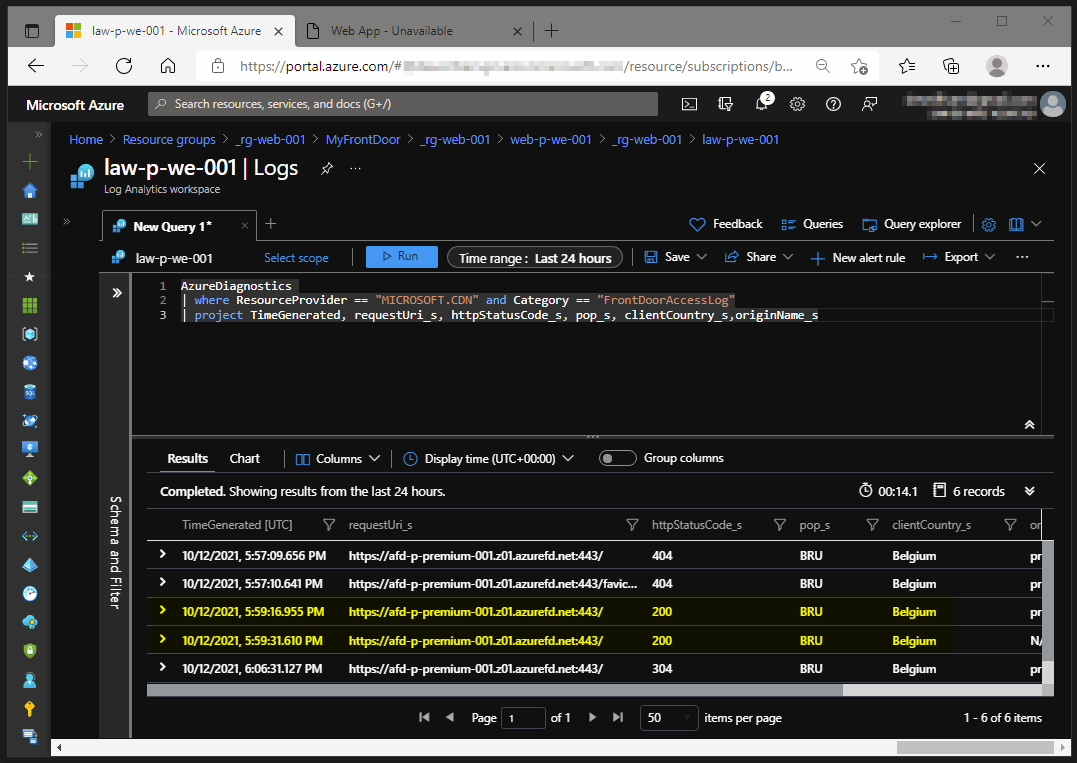 law-p-we-001 - Microsoft Azure
Web App - Unavailable
https://portal.azure.com/# /resource/subscriptions/b...
Microsoft Azure
Search resources, services, and docs (G+/)
2
Home > Resource groups > _rg-web-001 > MyFrontDoor > _rg-web-001 > web-p-we-001 > _rg-web-001 > law-p-we-001
law-p-we-001 | Logs
Log Analytics workspace
New Query 1*
Feedback
Queries
Query explorer
law-p-we-001
Select scope
Run
Time range : Last 24 hours
Save
Share
New alert rule
Export
1 AzureDiagnostics
2 | where ResourceProvider == "MICROSOFT.CDN" and Category == "FrontDoorAccessLog"
3 | project TimeGenerated, requestUri_s, httpStatusCode_s, pop_s, clientCountry_s,originName_s
Schema and Filter
Results
Chart
Columns
Display time (UTC+00:00)
Group columns
Completed. Showing results from the last 24 hours.
00:14.1
6 records
TimeGenerated [UTC] requestUri_s httpStatusCode_s pop_s clientCountry_s or
10/12/2021, 5:57:09.656 PM https://afd-p-premium-001.z01.azurefd.net:443/ 404 BRU Belgium pr
10/12/2021, 5:57:10.641 PM https://afd-p-premium-001.z01.azurefd.net:443/favic... 404 BRU Belgium pr
10/12/2021, 5:59:16.955 PM https://afd-p-premium-001.z01.azurefd.net:443/ 200 BRU Belgium pr
10/12/2021, 5:59:31.610 PM https://afd-p-premium-001.z01.azurefd.net:443/ 200 BRU Belgium N/
10/12/2021, 6:06:31.127 PM https://afd-p-premium-001.z01.azurefd.net:443/ 304 BRU Belgium pr
Page 1 of 1
50 items per page
1 - 6 of 6 items